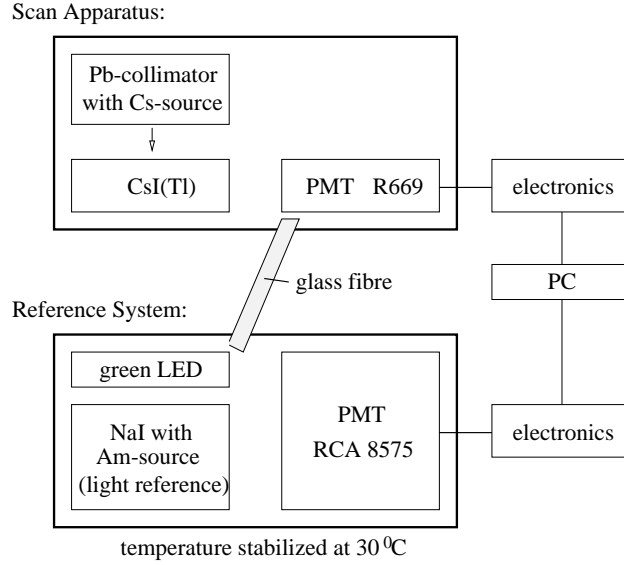 Scan Apparatus:
Pb-collimator
with Cs-source
CsI(Tl)
PMT R669
electronics
glass fibre
PC
Reference System:
green LED
NaI with
Am-source
(light reference)
PMT
RCA 8575
electronics
temperature stabilized at 30 ⁰C